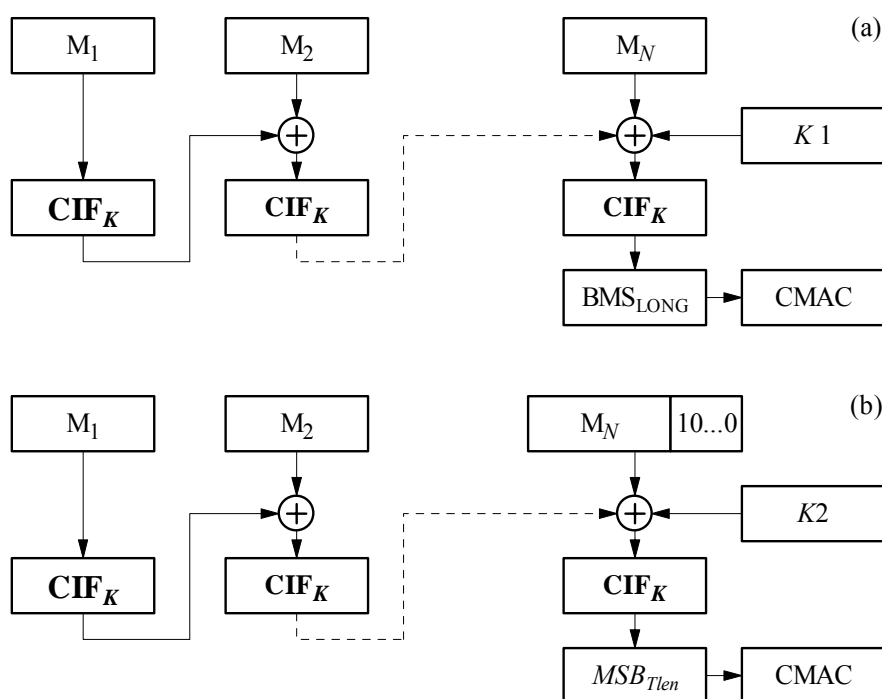 (a)
M1 M2 MN
K 1
CIFK CIFK CIFK
BMSLONG CMAC
(b)
M1 M2 MN 10...0
K2
CIFK CIFK CIFK
MSBTlen CMAC